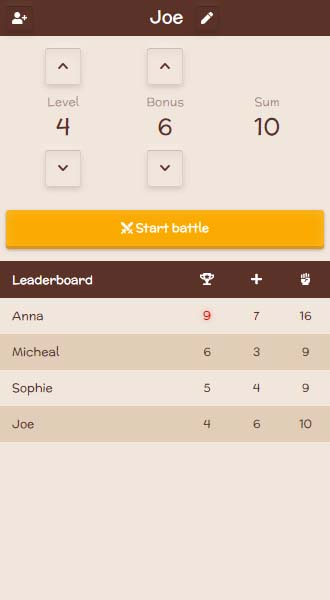 Joe
Level Bonus Sum
4 6 10
Start battle
Leaderboard
Anna 9 7 16
Micheal 6 3 9
Sophie 5 4 9
Joe 4 6 10